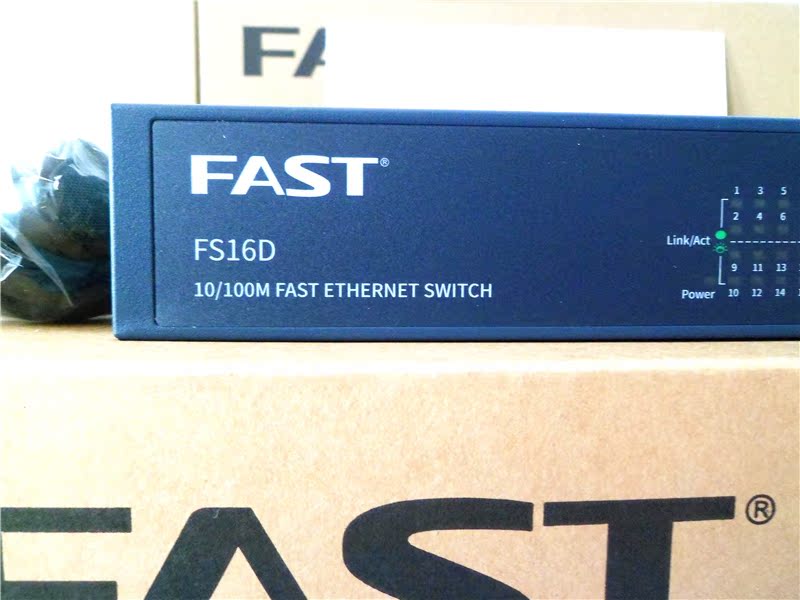 FA
FAST®
FS16D
10/100M FAST ETHERNET SWITCH
1 3 5
2 4 6
Link/Act
9 11 13
Power 10 12 14
FAST®